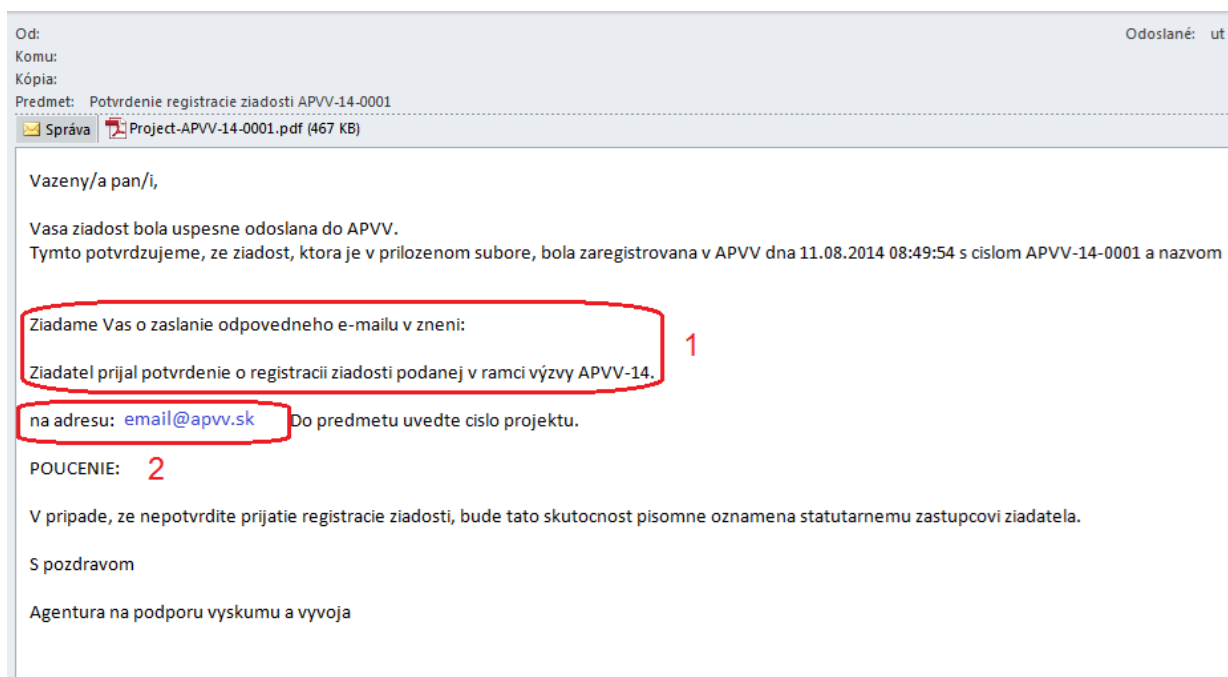 Od:
Odoslané: ut
Komu:
Kópia:
Predmet: Potvrdenie registracie ziadosti APVV-14-0001
Správa Project-APVV-14-0001.pdf (467 KB)
Vazeny/a pan/i,
Vasa ziadost bola uspesne odoslana do APVV.
Tymto potvrdzujeme, ze ziadost, ktora je v prilozenom subore, bola zaregistrovana v APVV dna 11.08.2014 08:49:54 s cislom APVV-14-0001 a nazvom
Ziadame Vas o zaslanie odpovedneho e-mailu v zneni:
1
Ziadatel prijal potvrdenie o registracii ziadosti podanej v ramci výzvy APVV-14.
na adresu: email@apvv.sk Do predmetu uvedte cislo projektu.
POUCENIE: 2
V pripade, ze nepotvrdite prijatie registracie ziadosti, bude tato skutocnost pisomne oznamena statutarnemu zastupcovi ziadatela.
S pozdravom
Agentura na podporu vyskumu a vyvoja